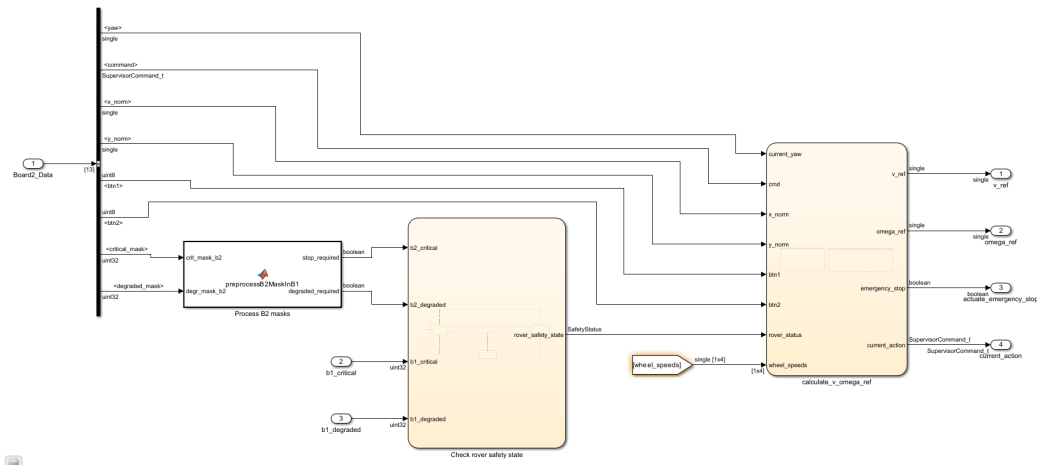 <yaw>
single
<command>
SupervisorCommand_t
<x_norm>
single
<y_norm>
single
1
Board2_Data
{13}
uint8
<btn1>
uint8
<btn2>
<critical_mask>
uint32
<degraded_mask>
uint32
crit_mask_b2
degr_mask_b2
preprocessB2MaskInB1
stop_required
degraded_required
Process B2 masks
boolean
boolean
b2_critical
b2_degraded
b1_critical
b1_degraded
rover_safety_state
Check rover safety state
2
b1_critical
uint32
3
b1_degraded
uint32
SafetyStatus
[wheel_speeds]
single [1x4]
[1x4]
current_yaw
cmd
x_norm
y_norm
btn1
btn2
rover_status
wheel_speeds
v_ref
omega_ref
emergency_stop
current_action
calculate_v_omega_ref
single
single
1
v_ref
single
single
2
omega_ref
boolean
boolean
3
actuate_emergency_stop
SupervisorCommand_t
SupervisorCommand_t
4
current_action